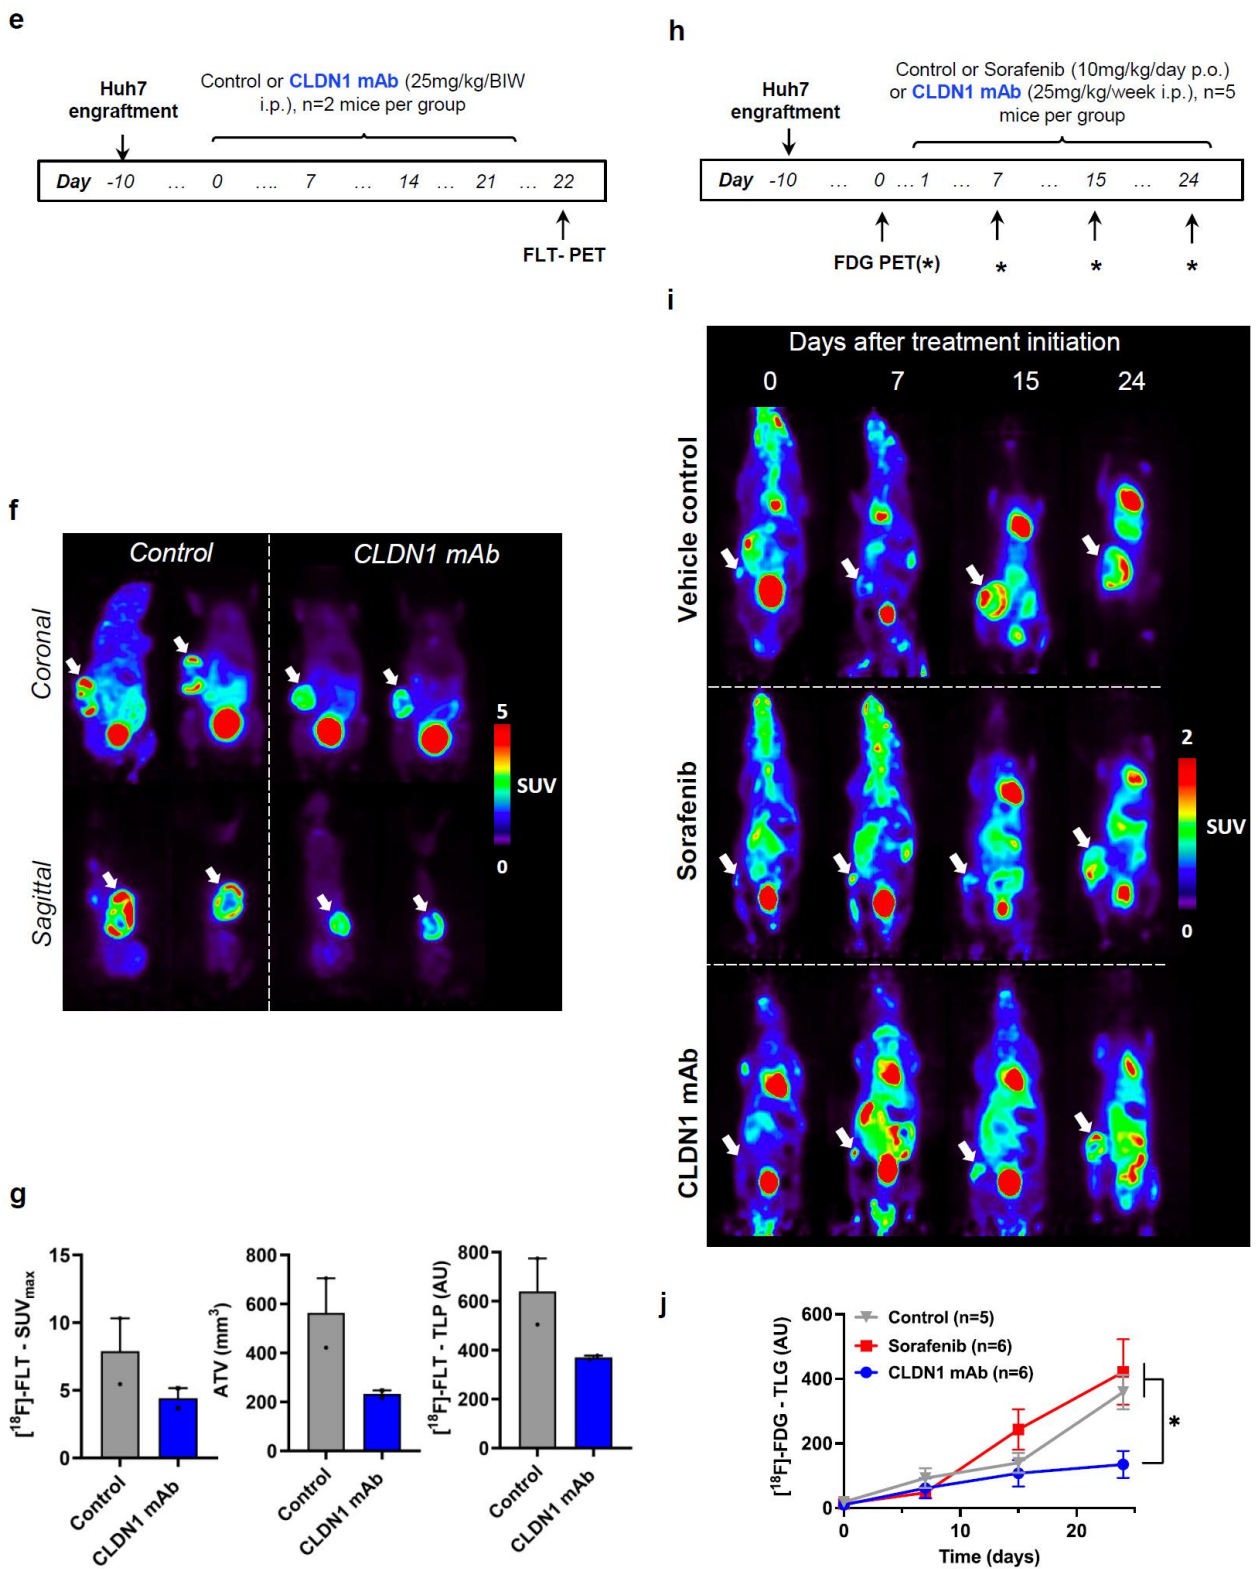 e
Huh7
engraftment
Control or CLDN1 mAb (25mg/kg/BIW
i.p.), n=2 mice per group
Day -10 ... 0 .... 7 ... 14 ... 21 ... 22
FLT- PET
h
Huh7
engraftment
Control or Sorafenib (10mg/kg/day p.o.)
or CLDN1 mAb (25mg/kg/week i.p.), n=5
mice per group
Day -10 ... 0 ... 1 ... 7 ... 15 ... 24
FDG PET(*) * * *
f
Control CLDN1 mAb
Coronal
Sagittal
5
SUV
0
i
Days after treatment initiation
0 7 15 24
Vehicle control
Sorafenib
CLDN1 mAb
2
SUV
0
g
[18F]-FLT - SUVmax
15
10
5
0
Control
CLDN1 mAb
ATV (mm3)
800
600
400
200
0
Control
CLDN1 mAb
[18F]-FLT - TLP (AU)
800
600
400
200
0
Control
CLDN1 mAb
j
[18F]-FDG - TLG (AU)
600
400
200
0
Control (n=5)
Sorafenib (n=6)
CLDN1 mAb (n=6)
*
0 10 20
Time (days)